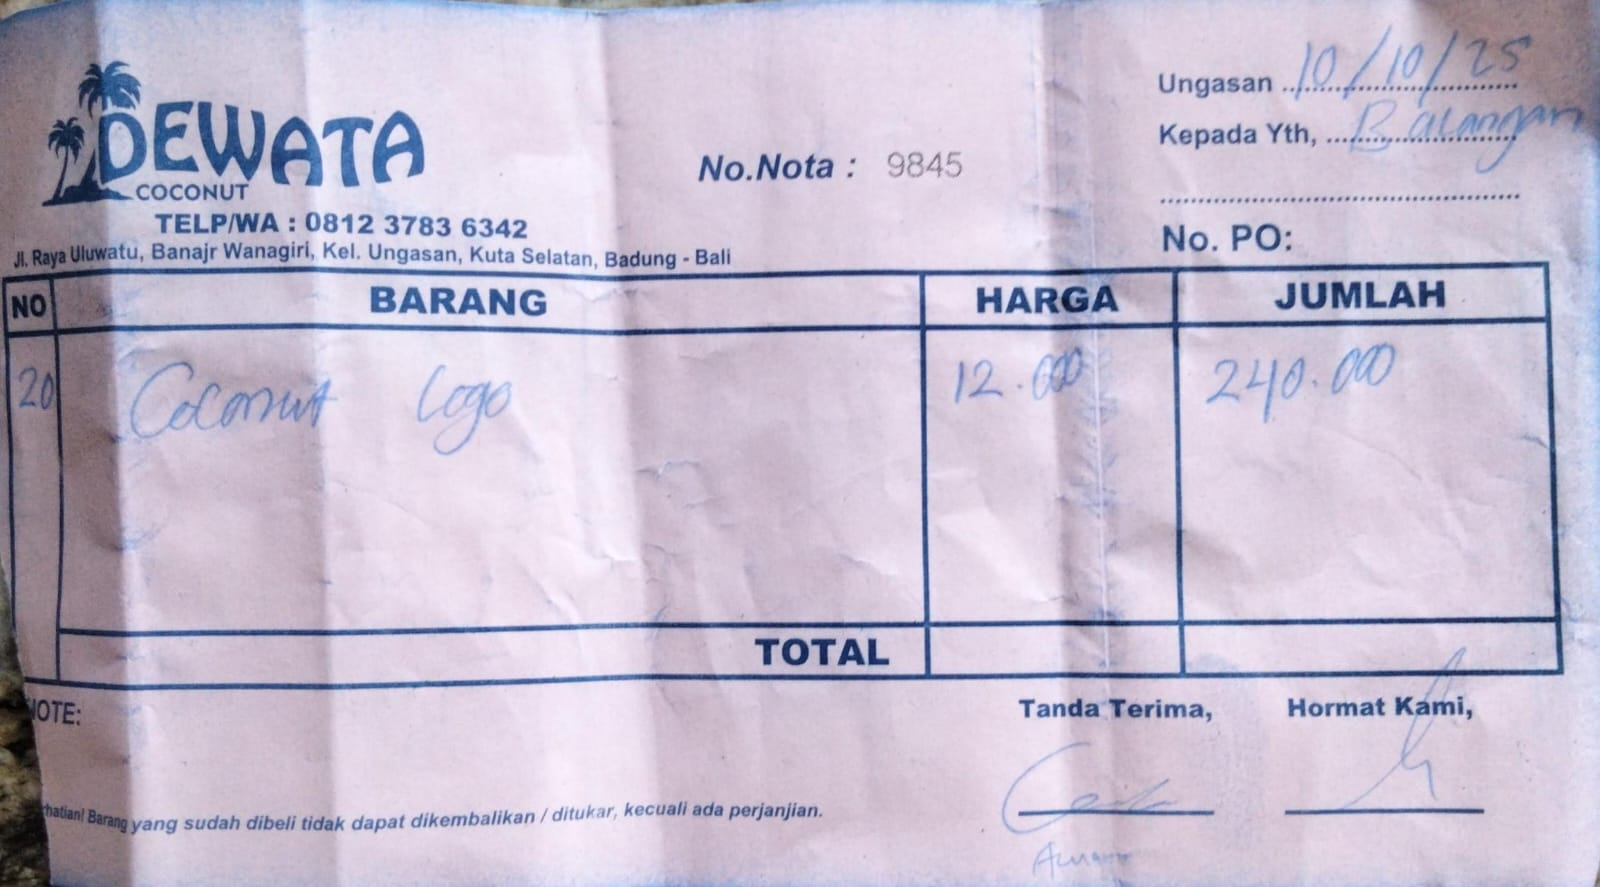 DEWATA
COCONUT
TELP/WA : 0812 3783 6342
Jl. Raya Uluwatu, Banajr Wanagiri, Kel. Ungasan, Kuta Selatan, Badung - Bali
No.Nota : 9845
Ungasan 10/10/25
Kepada Yth, Balangan
No. PO:
NO BARANG HARGA JUMLAH
20 Coconut Logo 12.000 240.000
TOTAL
NOTE:
Tanda Terima, Hormat Kami,
rhatian! Barang yang sudah dibeli tidak dapat dikembalikan / ditukar, kecuali ada perjanjian.